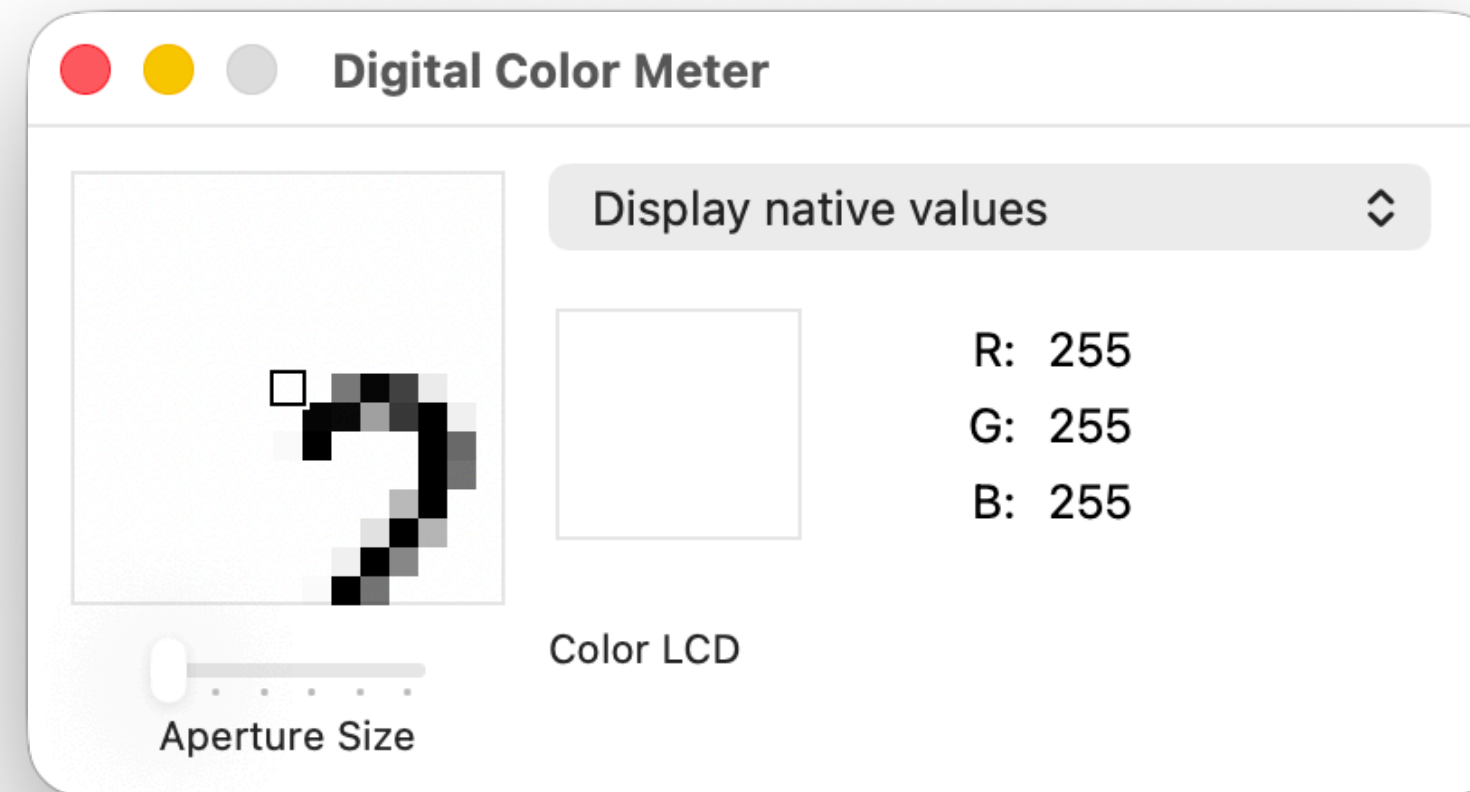 Digital Color Meter
Display native values
R: 255
G: 255
B: 255
Color LCD
Aperture Size